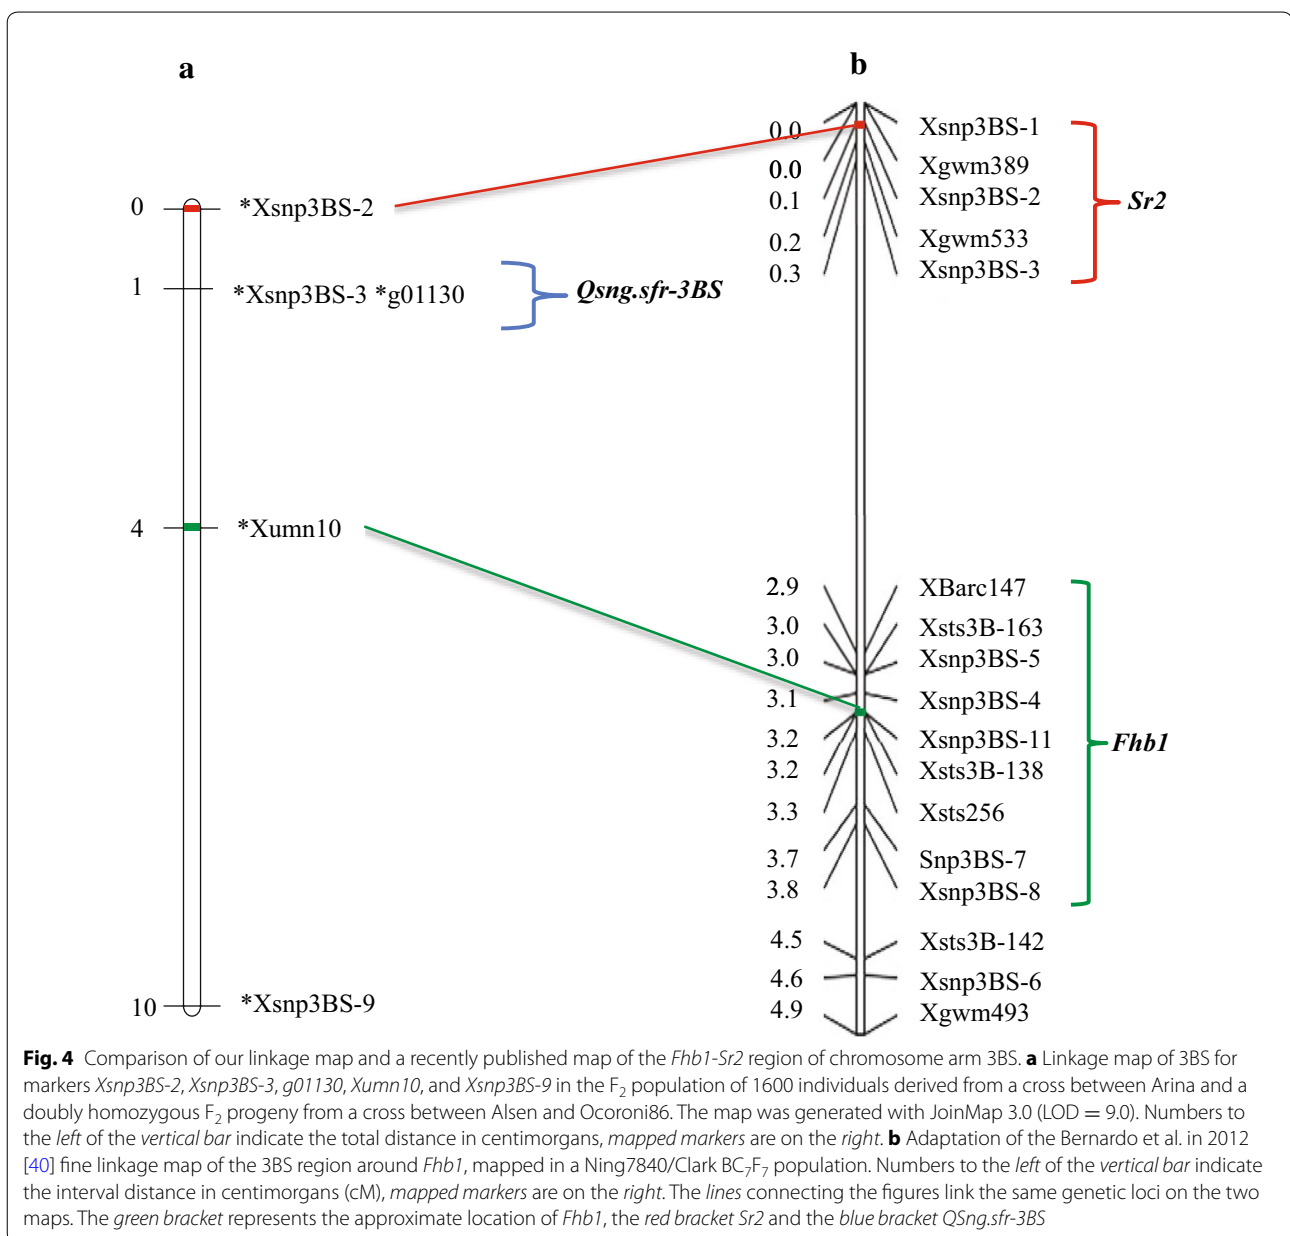 a
b
0 *Xsnp3BS-2
1 *Xsnp3BS-3 *g01130
Qsng.sfr-3BS
4 *Xumn10
10 *Xsnp3BS-9
0.0 Xsnp3BS-1
0.0 Xgwm389
0.1 Xsnp3BS-2
0.2 Xgwm533
0.3 Xsnp3BS-3
Sr2
2.9 XBarc147
3.0 Xsts3B-163
3.0 Xsnp3BS-5
3.1 Xsnp3BS-4
3.2 Xsnp3BS-11
3.2 Xsts3B-138
3.3 Xsts256
3.7 Snp3BS-7
3.8 Xsnp3BS-8
Fhb1
4.5 Xsts3B-142
4.6 Xsnp3BS-6
4.9 Xgwm493
Fig. 4 Comparison of our linkage map and a recently published map of the Fhb1-Sr2 region of chromosome arm 3BS. a Linkage map of 3BS for
markers Xsnp3BS-2, Xsnp3BS-3, g01130, Xumn10, and Xsnp3BS-9 in the F2 population of 1600 individuals derived from a cross between Arina and a
doubly homozygous F2 progeny from a cross between Alsen and Ocoroni86. The map was generated with JoinMap 3.0 (LOD = 9.0). Numbers to
the left of the vertical bar indicate the total distance in centimorgans, mapped markers are on the right. b Adaptation of the Bernardo et al. in 2012
[40] fine linkage map of the 3BS region around Fhb1, mapped in a Ning7840/Clark BC7F7 population. Numbers to the left of the vertical bar indicate
the interval distance in centimorgans (cM), mapped markers are on the right. The lines connecting the figures link the same genetic loci on the two
maps. The green bracket represents the approximate location of Fhb1, the red bracket Sr2 and the blue bracket QSng.sfr-3BS